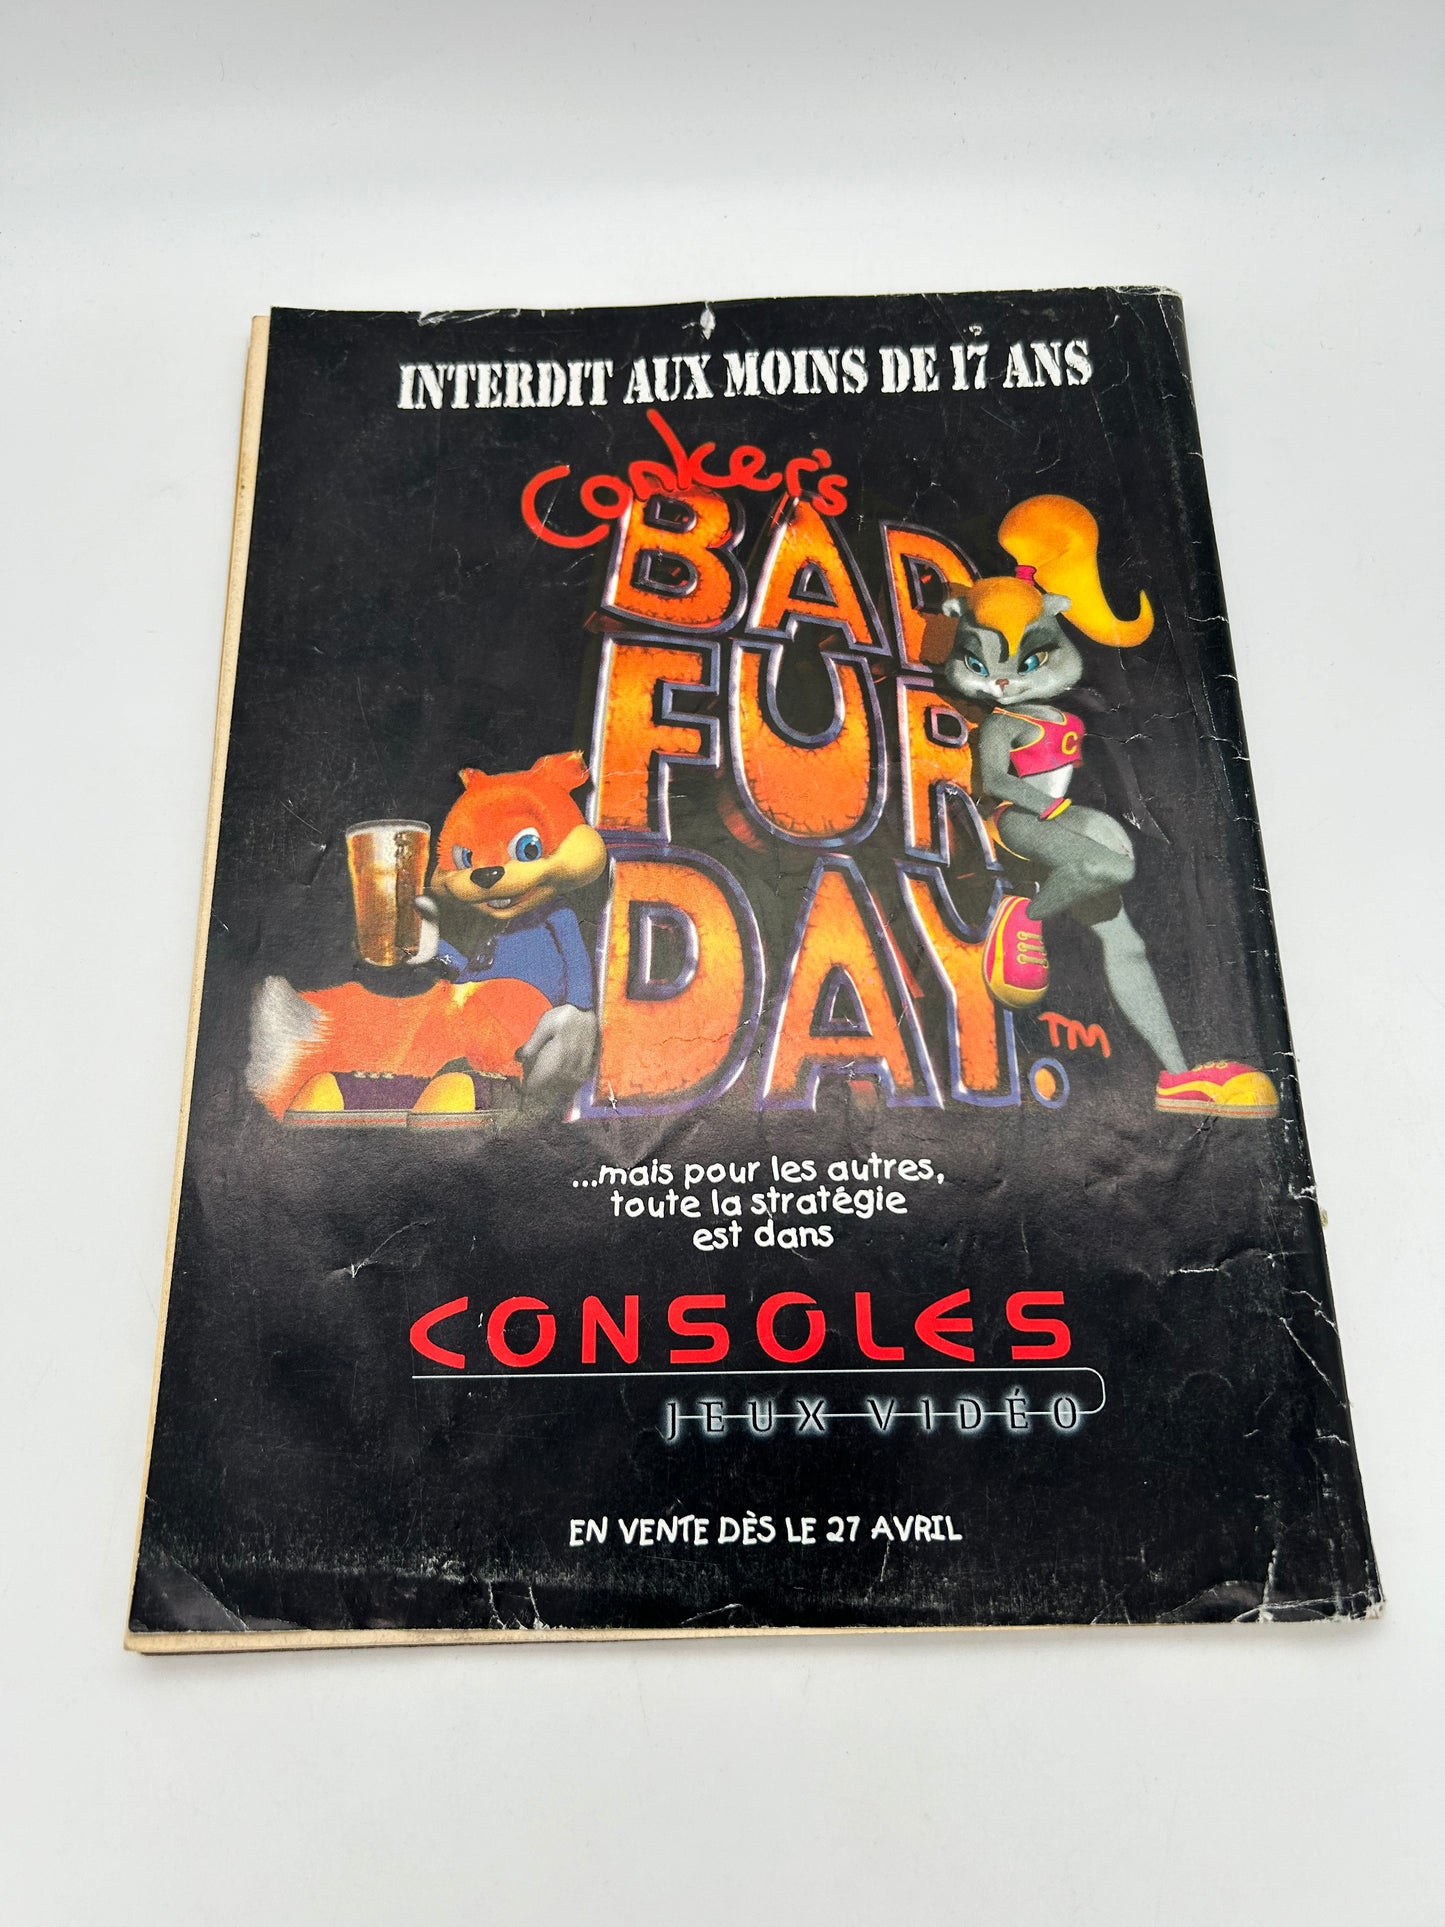 INTERDIT AUX MOINS DE 17 ANS
Conker's
BAD
FUR
DAY.
TM
C
...mais pour les autres,
toute la stratégie
est dans
CONSOLES
JEUX VIDÉO
EN VENTE DÈS LE 27 AVRIL